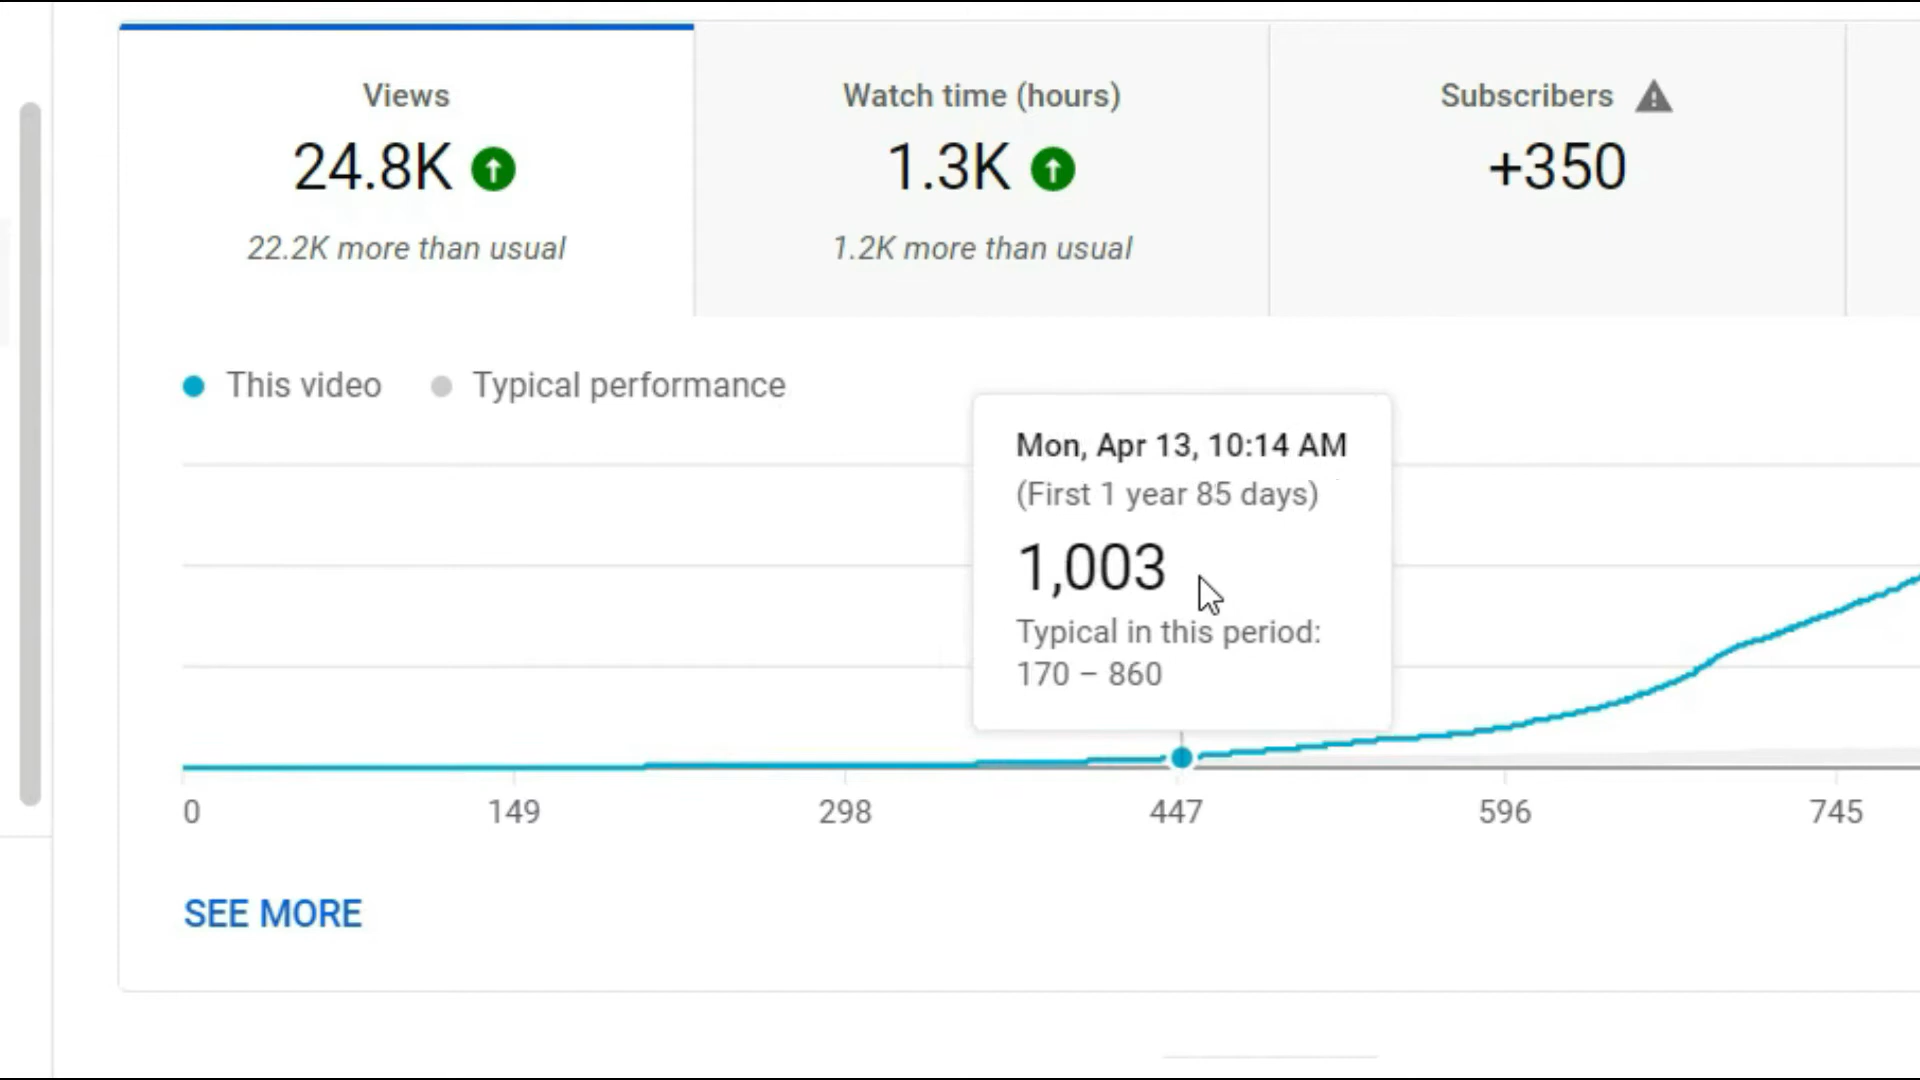 Views
24.8K
22.2K more than usual
Watch time (hours)
1.3K
1.2K more than usual
Subscribers
+350
This video
Typical performance
Mon, Apr 13, 10:14 AM
(First 1 year 85 days)
1,003
Typical in this period:
170 – 860
0 149 298 447 596 745
SEE MORE